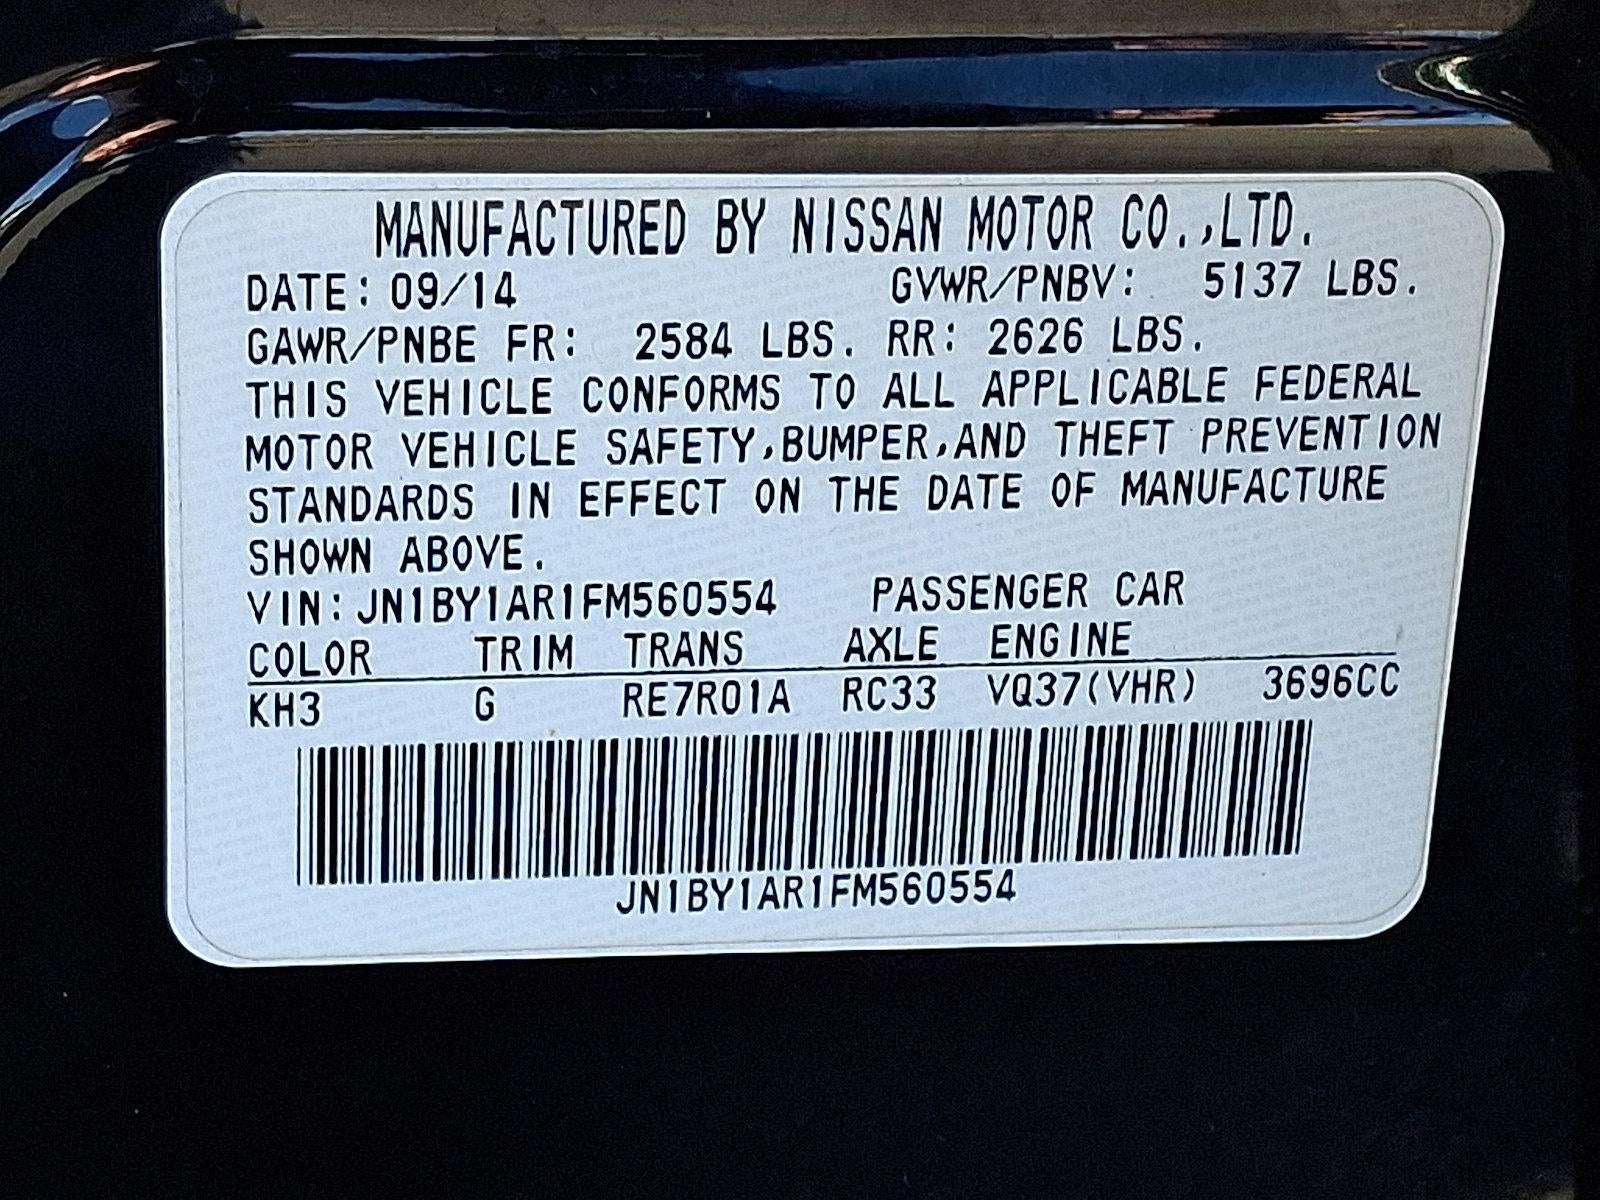 MANUFACTURED BY NISSAN MOTOR CO.,LTD.
DATE: 09/14 GVWR/PNBV: 5137 LBS.
GAWR/PNBE FR: 2584 LBS. RR: 2626 LBS.
THIS VEHICLE CONFORMS TO ALL APPLICABLE FEDERAL
MOTOR VEHICLE SAFETY,BUMPER,AND THEFT PREVENTION
STANDARDS IN EFFECT ON THE DATE OF MANUFACTURE
SHOWN ABOVE.
VIN:JN1BY1AR1FM560554 PASSENGER CAR
COLOR TRIM TRANS AXLE ENGINE
KH3 G RE7R01A RC33 VQ37(VHR) 3696CC
JN1BY1AR1FM560554